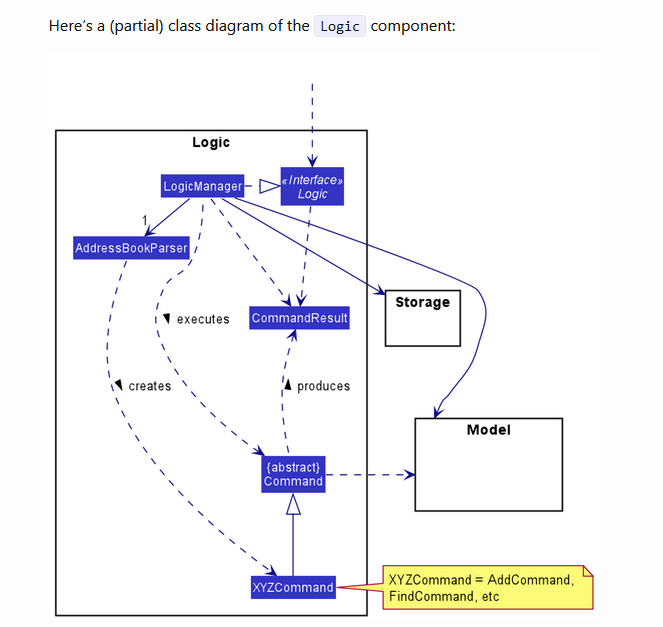 Here's a (partial) class diagram of the Logic component:
Logic
LogicManager
«Interface»
Logic
1
AddressBookParser
Storage
executes
CommandResult
creates
produces
Model
{abstract}
Command
XYZCommand
XYZCommand = AddCommand,
FindCommand, etc